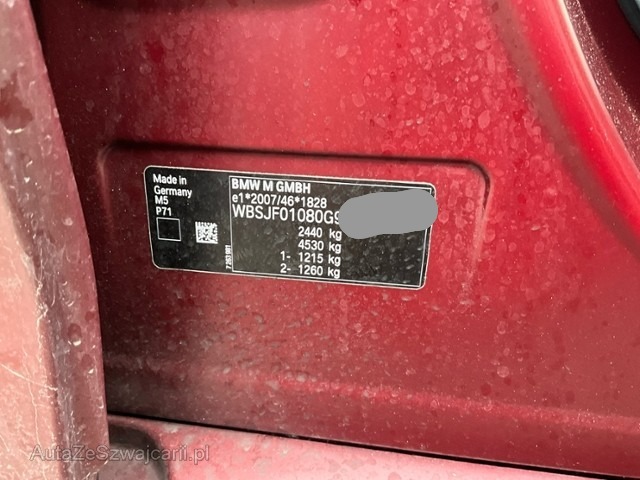 Made in
Germany
M5
P71
BMW M GMBH
e1*2007/46*1828
WBSJF01080G9
2440 kg
4530 kg
1- 1215 kg
2- 1260 kg
AutaZeSzwajcarii.pl